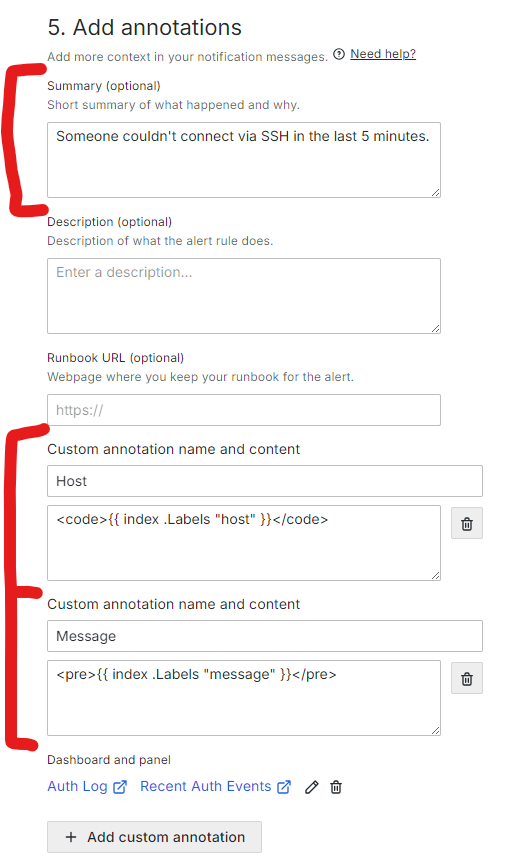 5. Add annotations
Add more context in your notification messages. Need help?
Summary (optional)
Short summary of what happened and why.
Someone couldn't connect via SSH in the last 5 minutes.
Description (optional)
Description of what the alert rule does.
Enter a description...
Runbook URL (optional)
Webpage where you keep your runbook for the alert.
https://
Custom annotation name and content
Host
<code>{{ index .Labels "host" }}</code>
Custom annotation name and content
Message
<pre>{{ index .Labels "message" }}</pre>
Dashboard and panel
Auth Log Recent Auth Events
+ Add custom annotation